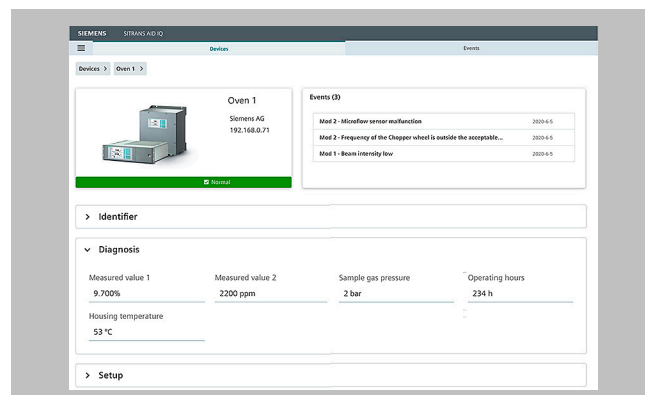 SIEMENS SITRANS AID IQ
Devices Events
Devices > Oven 1 >
Oven 1
Siemens AG
192.168.0.71
Normal
Events (3)
Mod 2 - Microflow sensor malfunction 2020-6-5
Mod 2 - Frequency of the Chopper wheel is outside the acceptable... 2020-6-5
Mod 1 - Beam intensity low 2020-6-5
> Identifier
Diagnosis
Measured value 1 Measured value 2 Sample gas pressure Operating hours
9.700% 2200 ppm 2 bar 234 h
Housing temperature
53 °C
> Setup